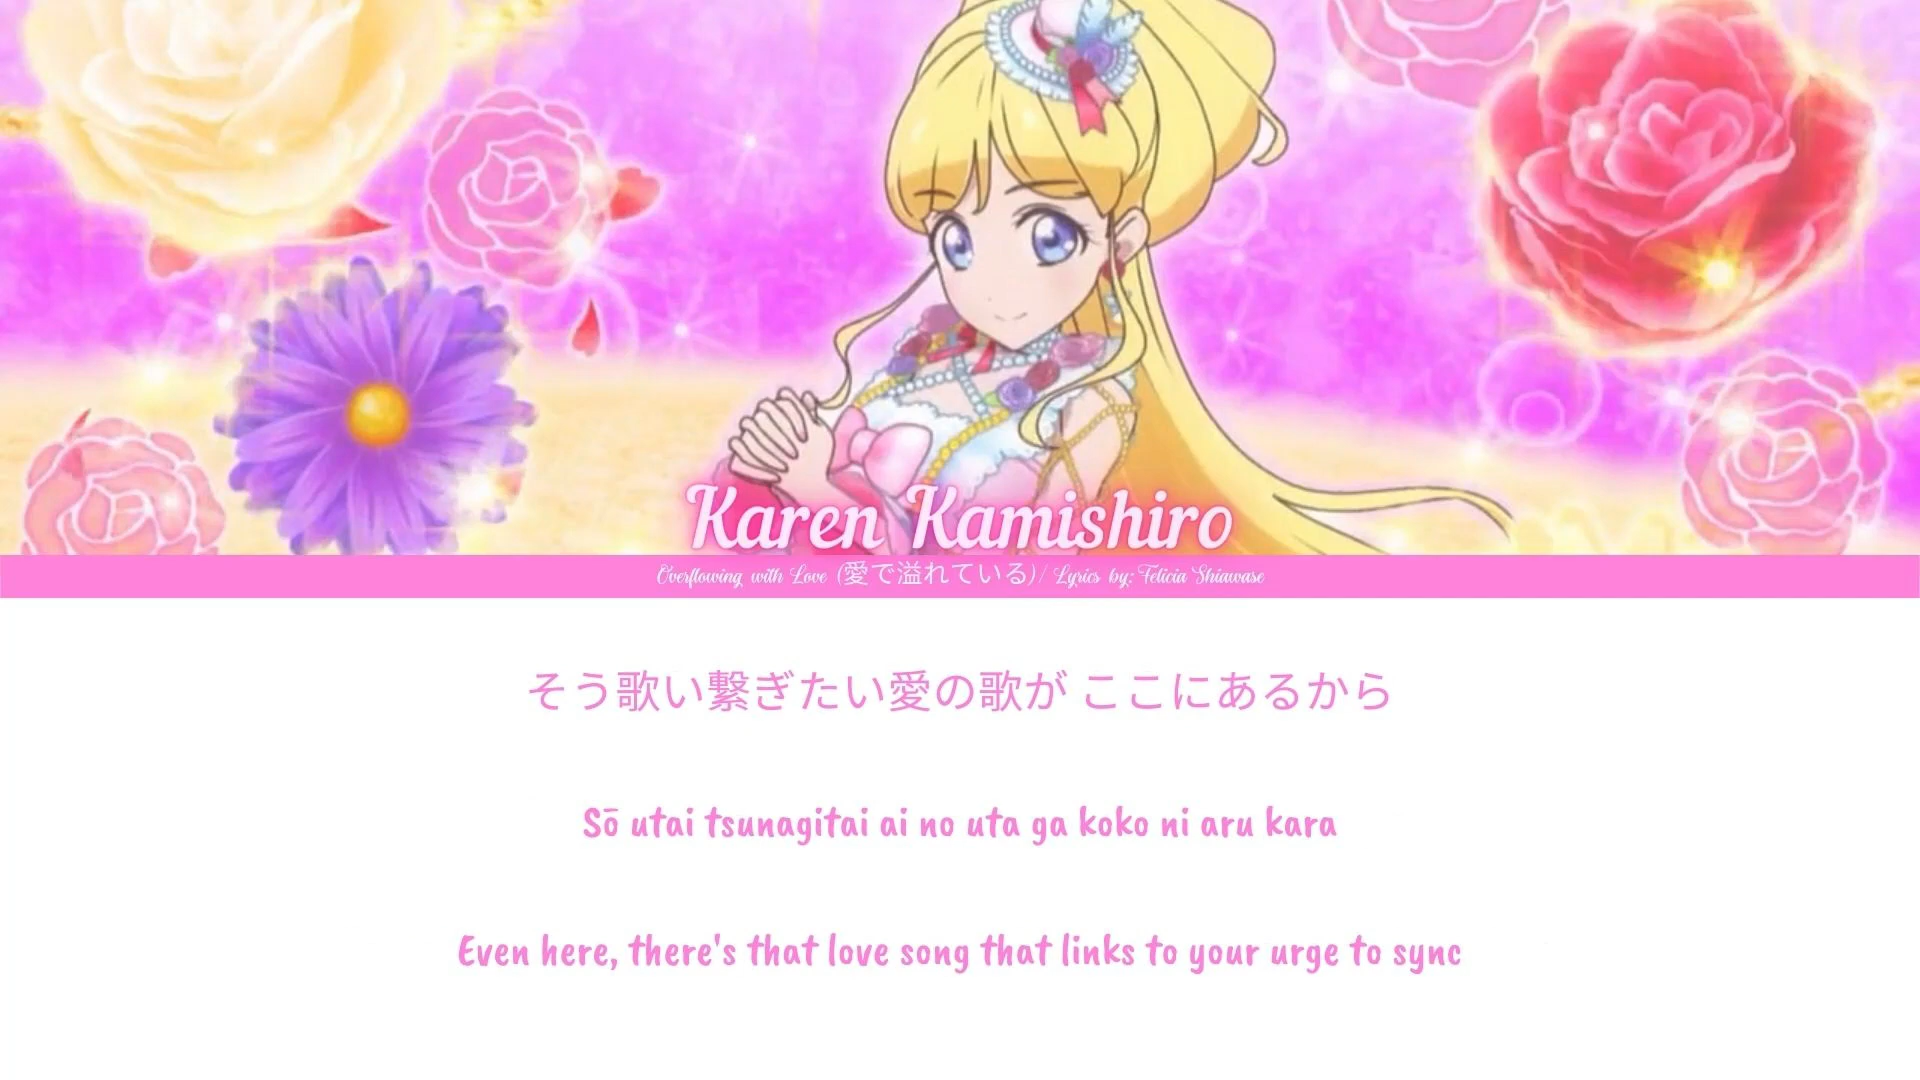 Karen Kamishiro
Overflowing with Love (愛で溢れている)/ Lyrics by: Felicia Shiawase
そう歌い繋ぎたい愛の歌が ここにあるから
Sō utai tsunagitai ai no uta ga koko ni aru kara
Even here, there's that love song that links to your urge to sync